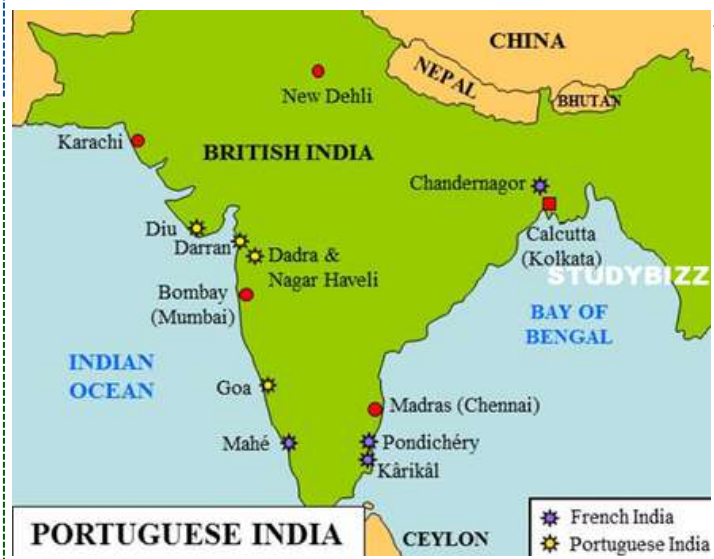 CHINA
NEPAL
BHUTAN
New Dehli
Karachi
BRITISH INDIA
Chandernagor
Diu
Darran
Dadra &
Nagar Haveli
Calcutta
(Kolkata)
STUDYBIZZ
Bombay
(Mumbai)
BAY OF
BENGAL
INDIAN
OCEAN
Goa
Madras (Chennai)
Mahé
Pondichéry
Kârikâl
PORTUGUESE INDIA
CEYLON
French India
Portuguese India